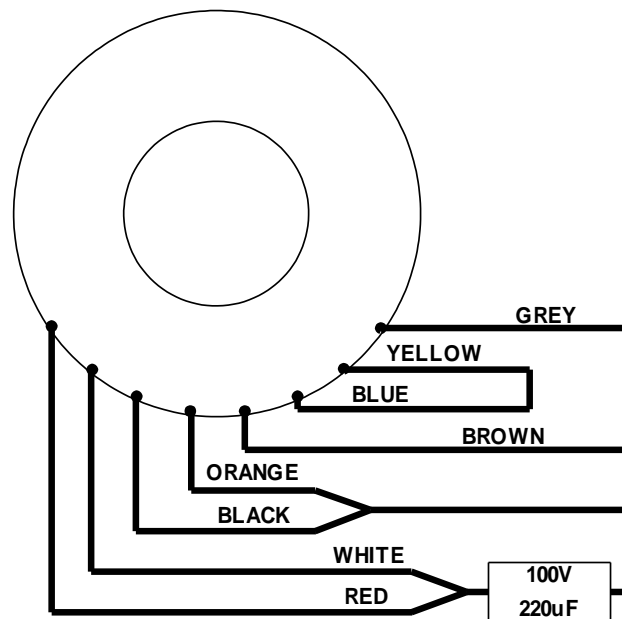 GREY
YELLOW
BLUE
BROWN
ORANGE
BLACK
WHITE
RED
100V
220uF